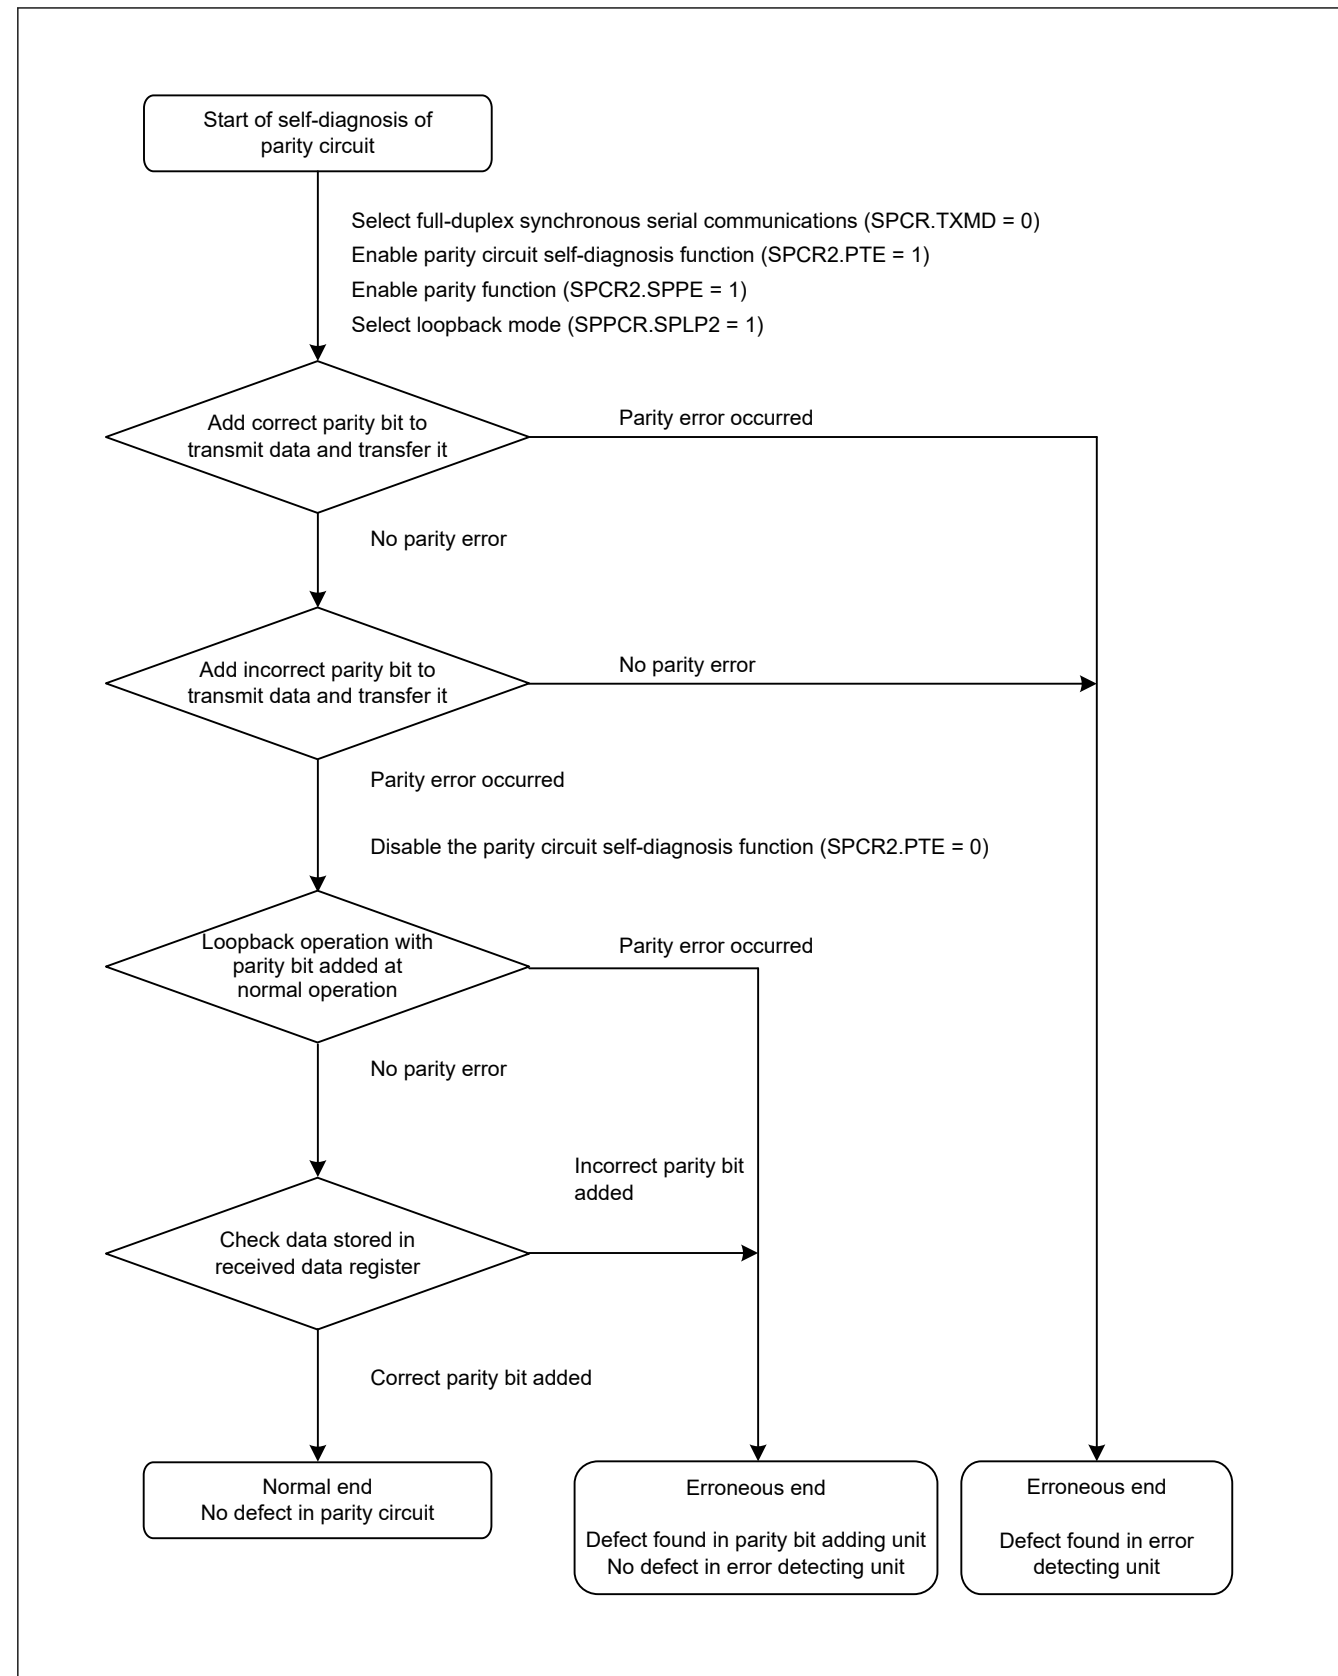 Start of self-diagnosis of
parity circuit
Select full-duplex synchronous serial communications (SPCR.TXMD = 0)
Enable parity circuit self-diagnosis function (SPCR2.PTE = 1)
Enable parity function (SPCR2.SPPE = 1)
Select loopback mode (SPPCR.SPLP2 = 1)
Add correct parity bit to
transmit data and transfer it
Parity error occurred
No parity error
Add incorrect parity bit to
transmit data and transfer it
No parity error
Parity error occurred
Disable the parity circuit self-diagnosis function (SPCR2.PTE = 0)
Loopback operation with
parity bit added at
normal operation
Parity error occurred
No parity error
Incorrect parity bit
added
Check data stored in
received data register
Correct parity bit added
Normal end
No defect in parity circuit
Erroneous end
Defect found in parity bit adding unit
No defect in error detecting unit
Erroneous end
Defect found in error
detecting unit